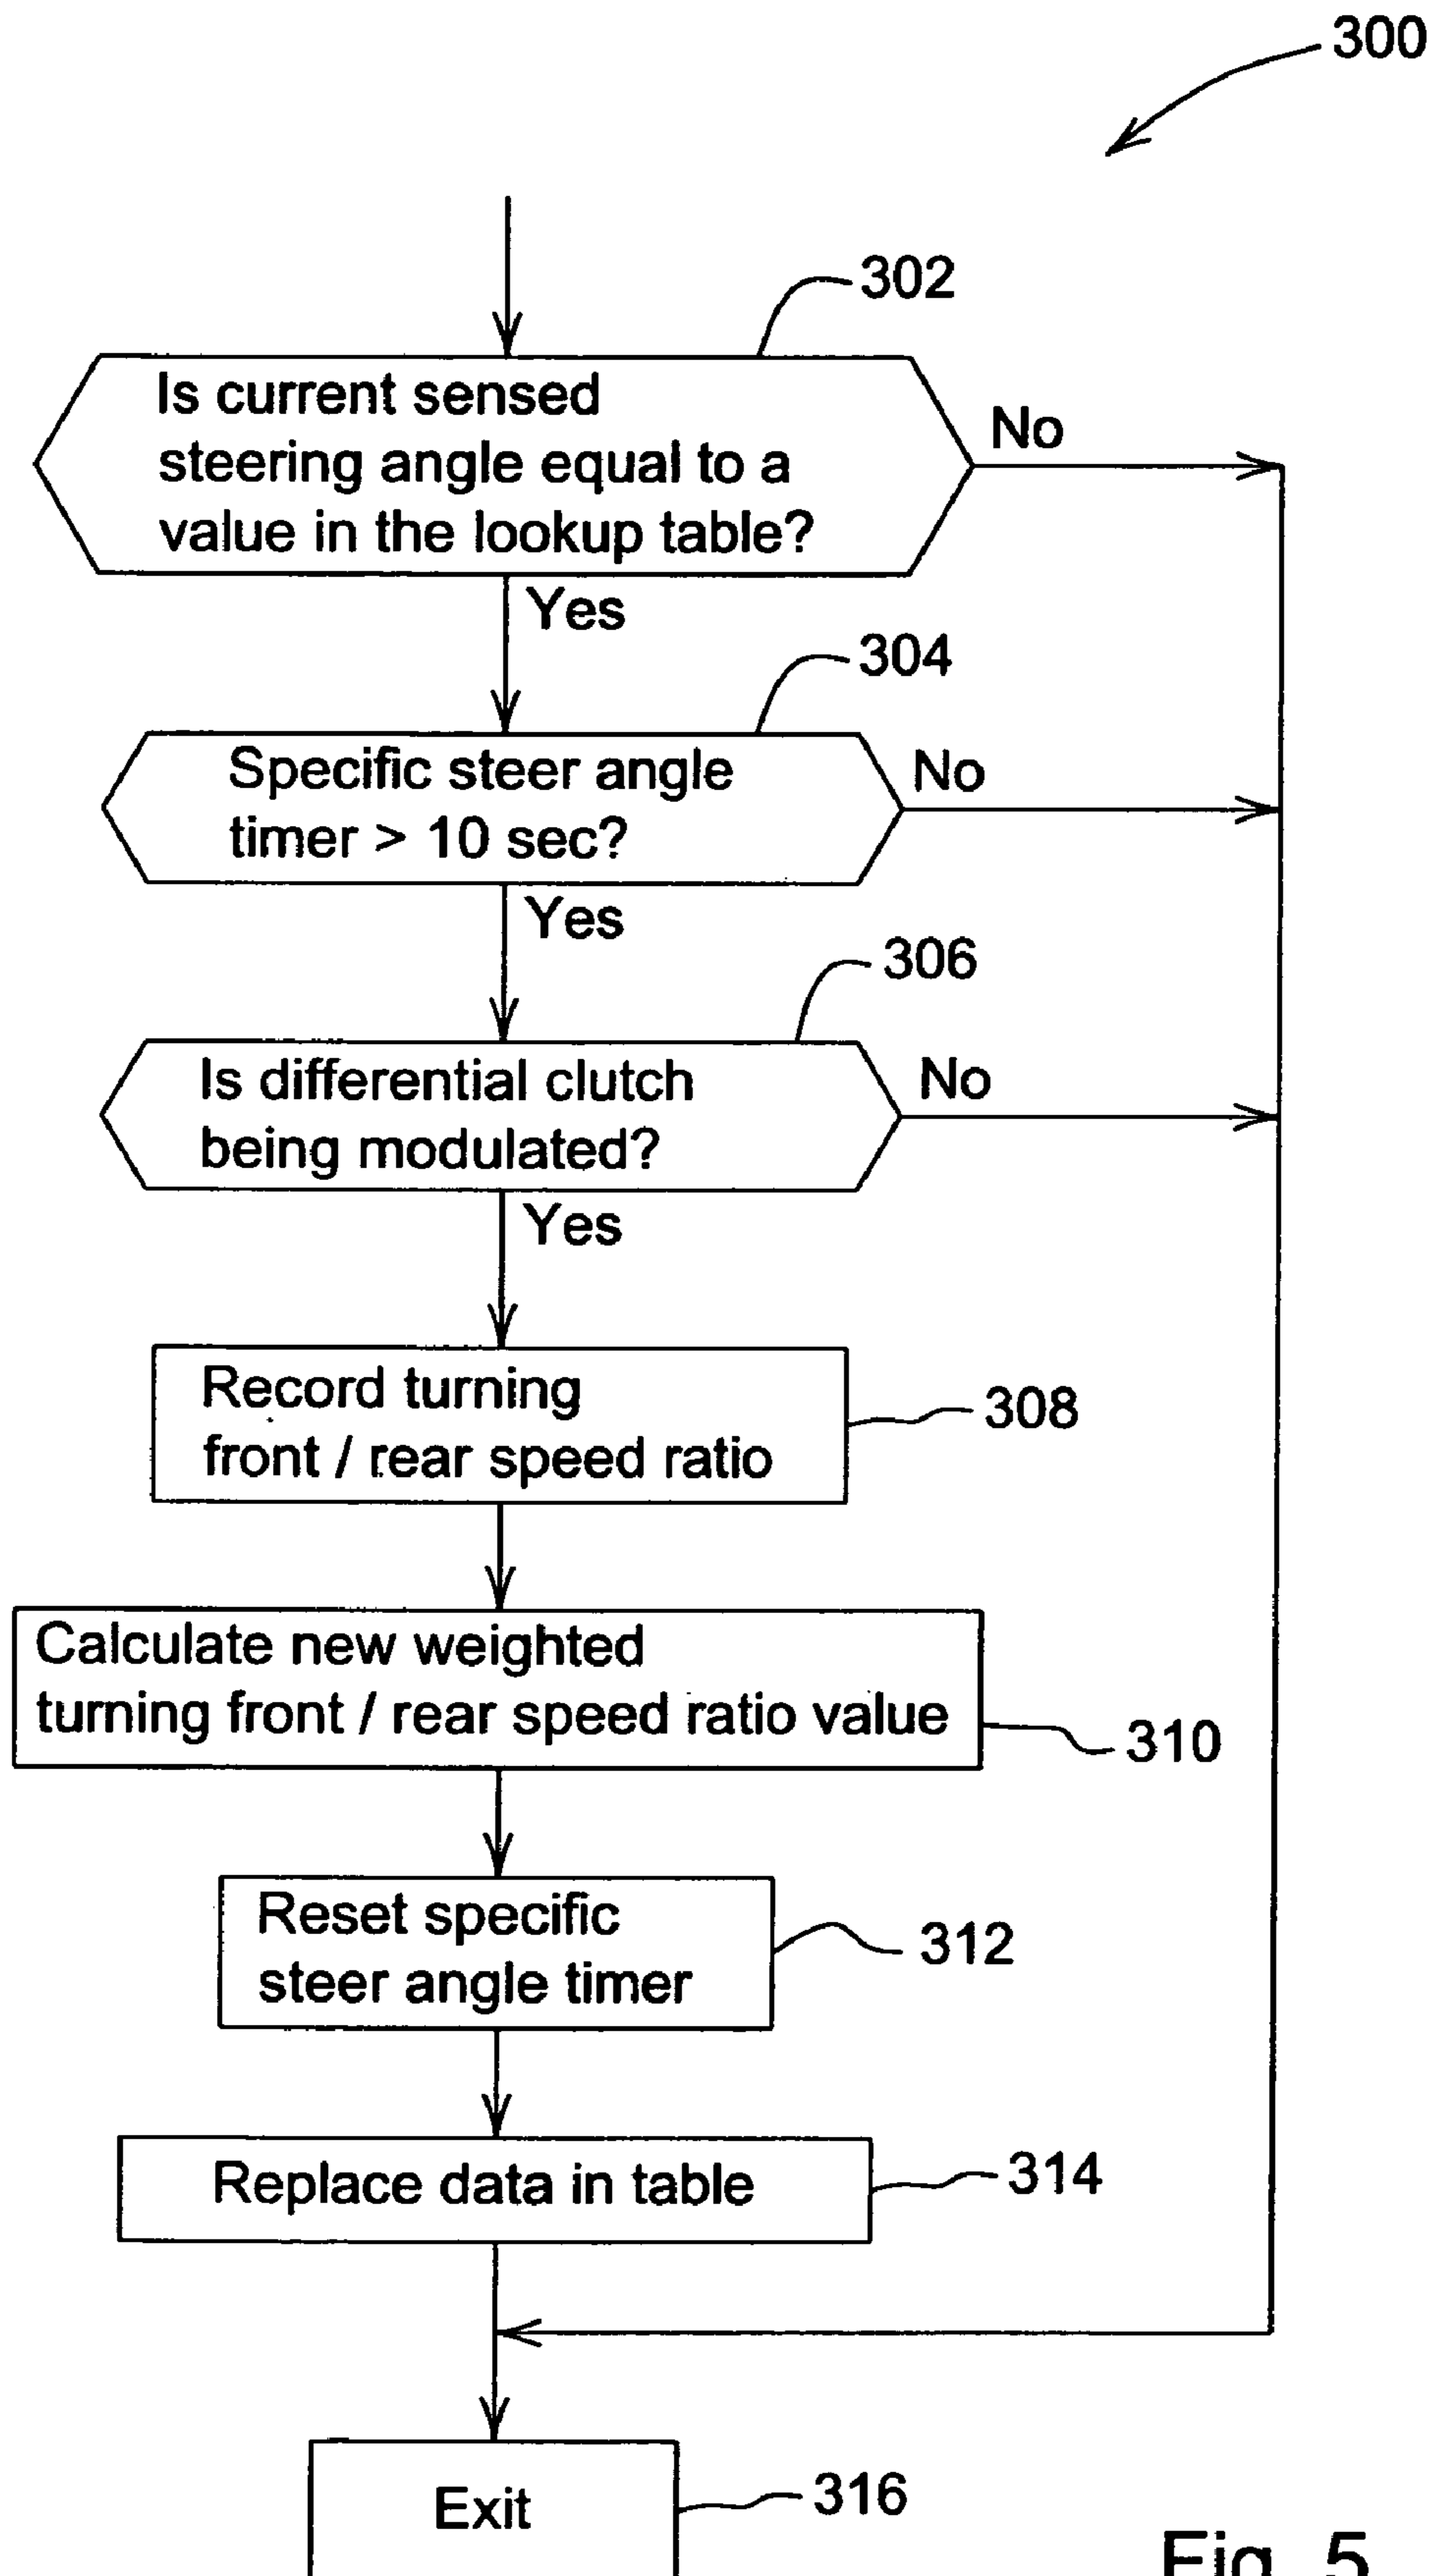 300
302
Is current sensed
steering angle equal to a
value in the lookup table?
No
Yes
304
Specific steer angle
timer > 10 sec?
No
Yes
306
Is differential clutch
being modulated?
No
Yes
Record turning
front / rear speed ratio
308
Calculate new weighted
turning front / rear speed ratio value
310
Reset specific
steer angle timer
312
Replace data in table
314
Exit
316
Fig. 5